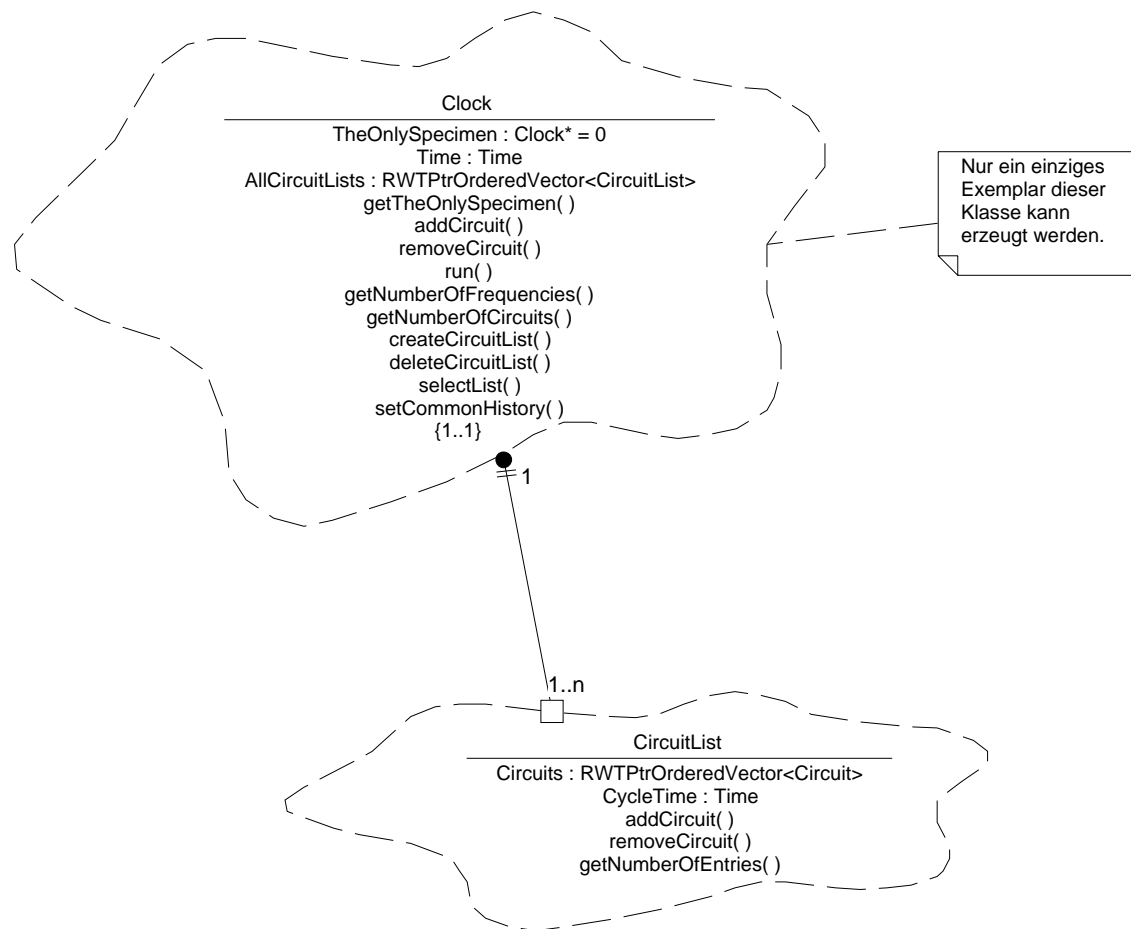 Clock
TheOnlySpecimen : Clock* = 0
Time : Time
AllCircuitLists : RWTPtrOrderedVector<CircuitList>
getTheOnlySpecimen( )
addCircuit( )
removeCircuit( )
run( )
getNumberOfFrequencies( )
getNumberOfCircuits( )
createCircuitList( )
deleteCircuitList( )
selectList( )
setCommonHistory( )
{1..1}
Nur ein einziges
Exemplar dieser
Klasse kann
erzeugt werden.
1
1..n
CircuitList
Circuits : RWTPtrOrderedVector<Circuit>
CycleTime : Time
addCircuit( )
removeCircuit( )
getNumberOfEntries( )